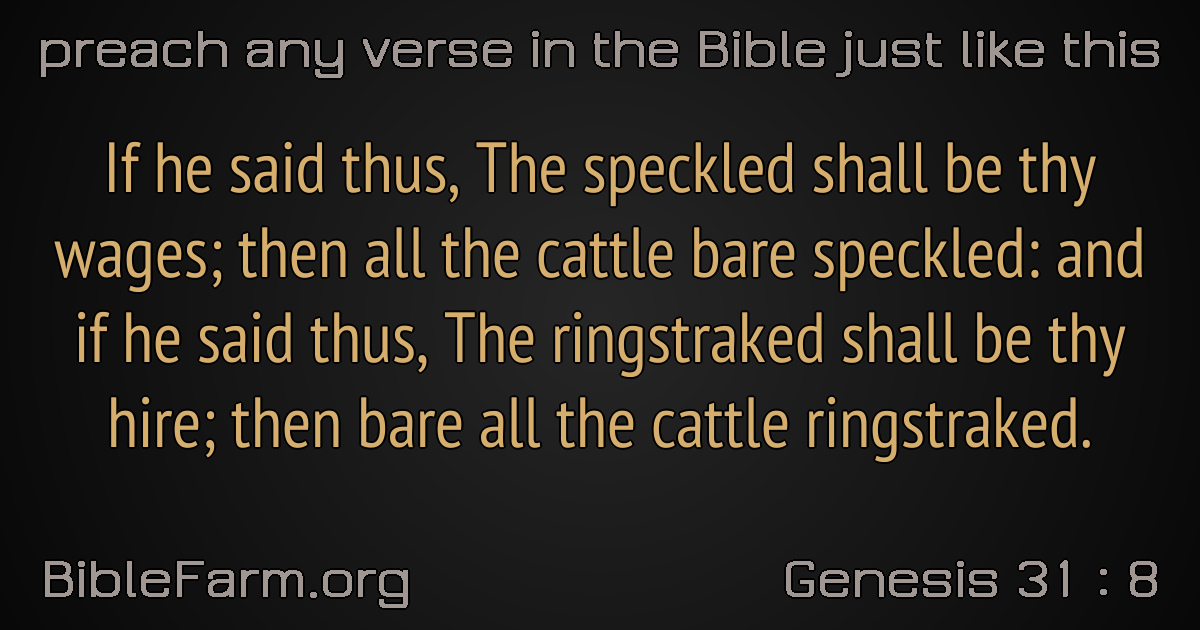 preach any verse in the Bible just like this
If he said thus, The speckled shall be thy
wages; then all the cattle bare speckled: and
if he said thus, The ringstraked shall be thy
hire; then bare all the cattle ringstraked.
BibleFarm.org
Genesis 31 : 8